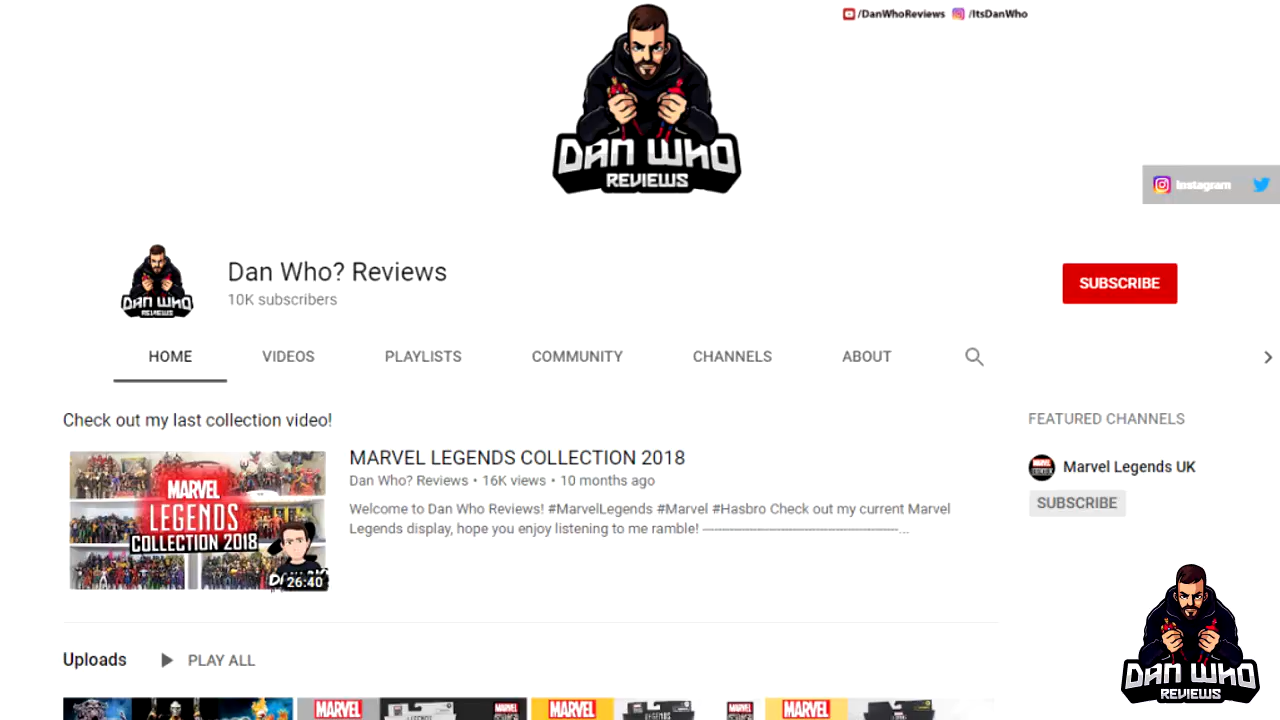 /DanWhoReviews /ItsDanWho
DAN WHO
REVIEWS
Instagram
DAN WHO
REVIEWS
Dan Who? Reviews
10K subscribers
SUBSCRIBE
HOME VIDEOS PLAYLISTS COMMUNITY CHANNELS ABOUT
Check out my last collection video!
FEATURED CHANNELS
MARVEL
LEGENDS
COLLECTION 2018
26:40
MARVEL LEGENDS COLLECTION 2018
Dan Who? Reviews • 16K views • 10 months ago
Welcome to Dan Who Reviews! #MarvelLegends #Marvel #Hasbro Check out my current Marvel
Legends display, hope you enjoy listening to me ramble! ----------------------------------------------------...
Marvel Legends UK
SUBSCRIBE
Uploads PLAY ALL
MARVEL MARVEL MARVEL
LEGENDS
DAN WHO
REVIEWS